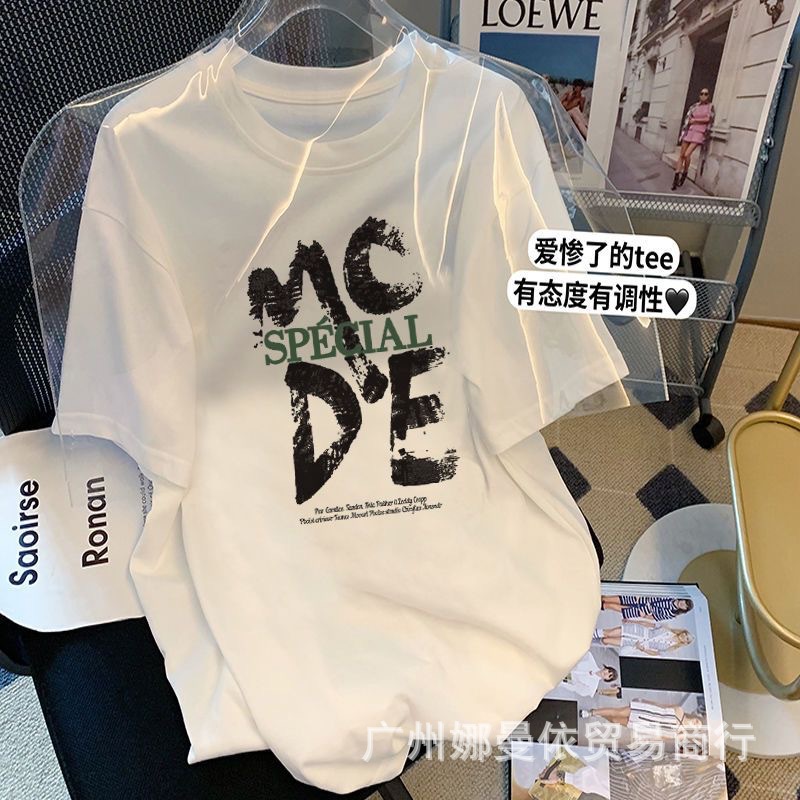 LOEWE
爱惨了的tee
有态度有调性🖤
MC
SPÉCIAL
D'E
Saoirse
Ronan
广州娜曼依贸易商行